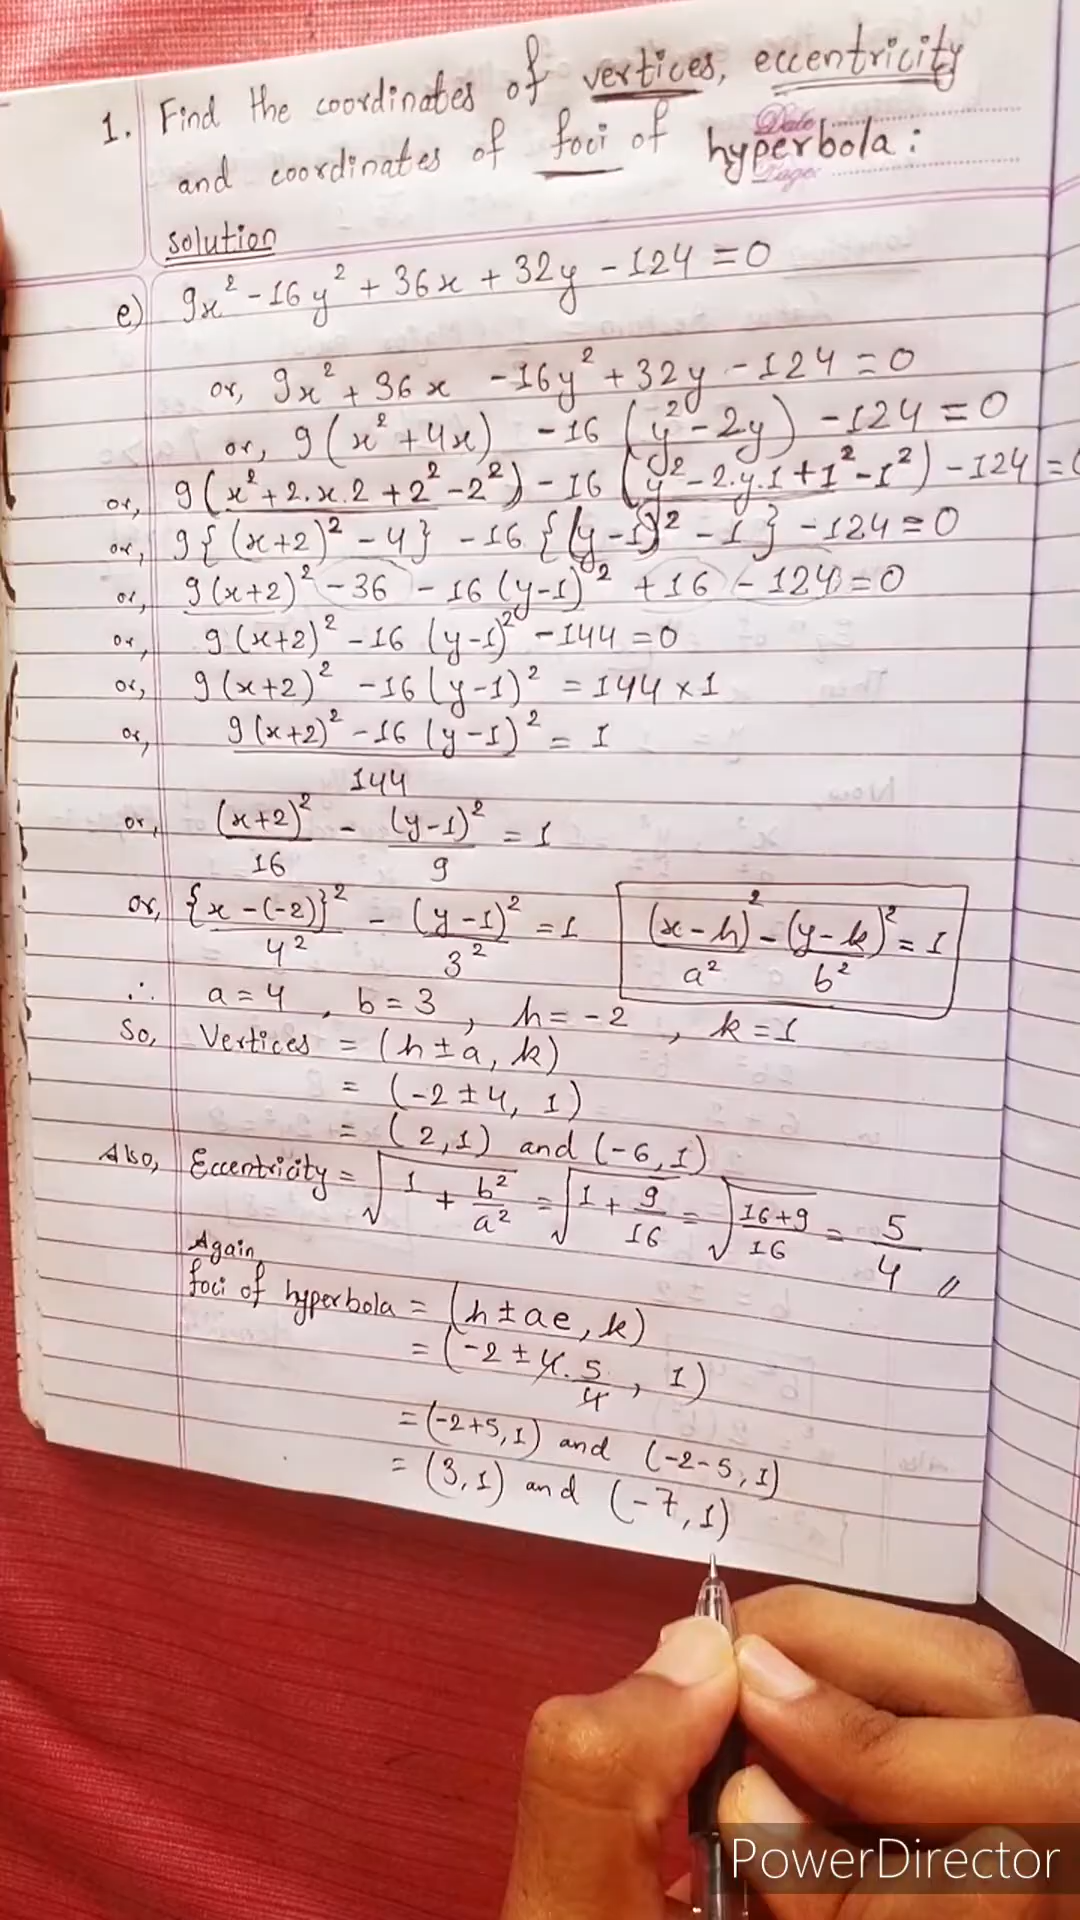 1. Find the coordinates of vertices, eccentricity
Date
and coordinates of foci of hyperbola:
Page:
solution
e) 9x² - 16y² + 36x + 32y - 124 = 0
or, 9x² + 36x - 16y² + 32y - 124 = 0
or, 9(x² + 4x) - 16(y² - 2y) - 124 = 0
or, 9(x² + 2.x.2 + 2² - 2²) - 16(y² - 2.y.1 + 1² - 1²) - 124 = 0
or, 9{(x+2)² - 4} - 16{(y-1)² - 1} - 124 = 0
or, 9(x+2)² - 36 - 16(y-1)² + 16 - 124 = 0
or, 9(x+2)² - 16(y-1)² - 144 = 0
or, 9(x+2)² - 16(y-1)² = 144 × 1
or, 9(x+2)² - 16(y-1)² = 1
144
or, (x+2)²/16 - (y-1)²/9 = 1
or, {x-(-2)}²/4² - (y-1)²/3² = 1 (x-h)²/a² - (y-k)²/b² = 1
∴ a = 4, b = 3, h = -2, k = 1
So, Vertices = (h ± a, k)
= (-2 ± 4, 1)
= (2, 1) and (-6, 1)
Also, Eccentricity = √(1 + b²/a²) = √(1 + 9/16) = √((16+9)/16) = 5/4 //
Again
foci of hyperbola = (h ± ae, k)
= (-2 ± 4. 5/4, 1)
= (-2+5, 1) and (-2-5, 1)
= (3, 1) and (-7, 1)
PowerDirector